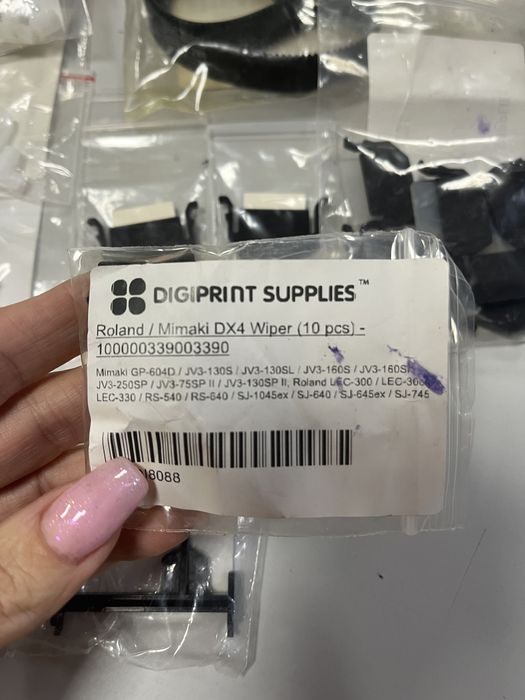 DIGIPRINT SUPPLIES™
Roland / Mimaki DX4 Wiper (10 pcs) -
100000339003390
Mimaki GP-604D / JV3-130S / JV3-130SL / JV3-160S / JV3-160SP /
JV3-250SP / JV3-75SP II / JV3-130SP II, Roland LEC-300 /
LEC-330 / RS-540 / RS-640 / SJ-1045ex / SJ-640 / SJ-645ex / SJ-745
8088